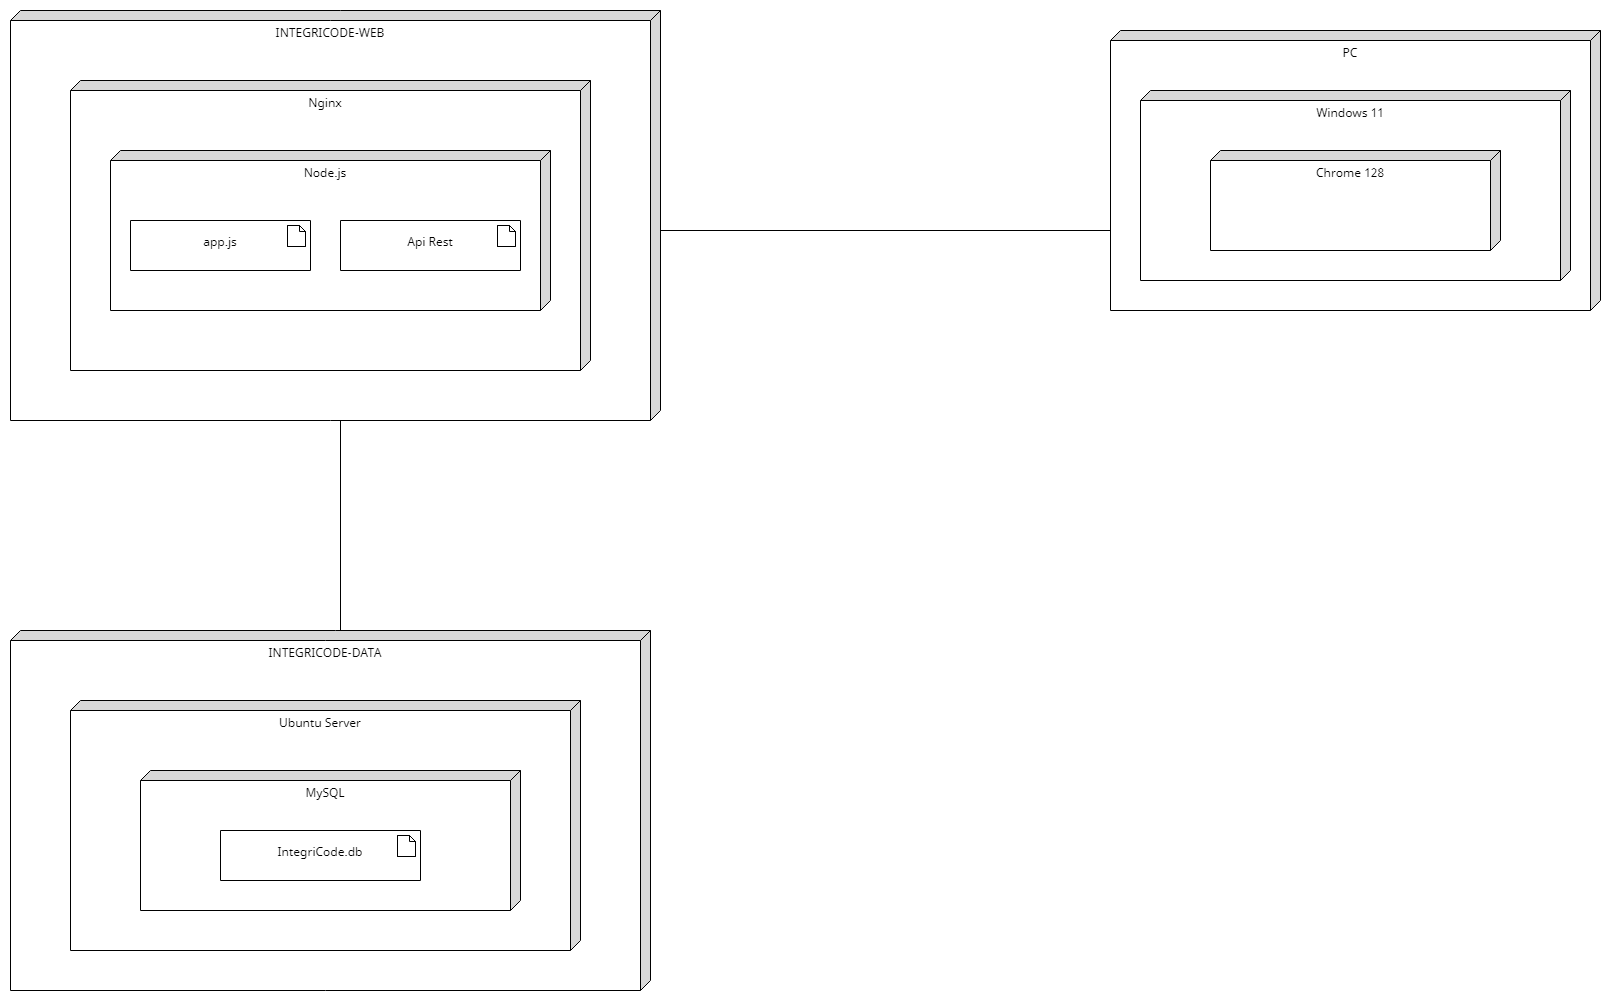 INTEGRICODE-WEB
Nginx
Node.js
app.js
Api Rest
PC
Windows 11
Chrome 128
INTEGRICODE-DATA
Ubuntu Server
MySQL
IntegriCode.db